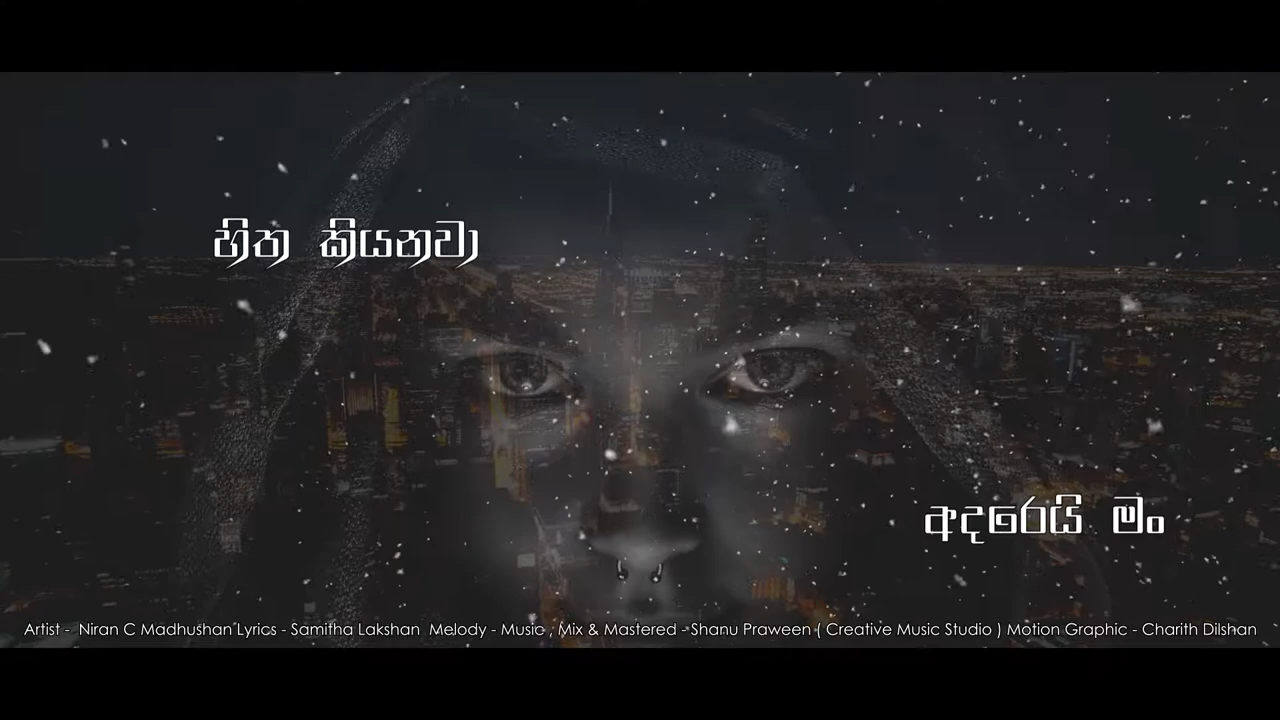 හිත කියනවා
අදරෙයි මං
Artist - Niran C Madhushan Lyrics - Samitha Lakshan Melody - Music , Mix & Mastered - Shanu Praween ( Creative Music Studio ) Motion Graphic - Charith Dilshan